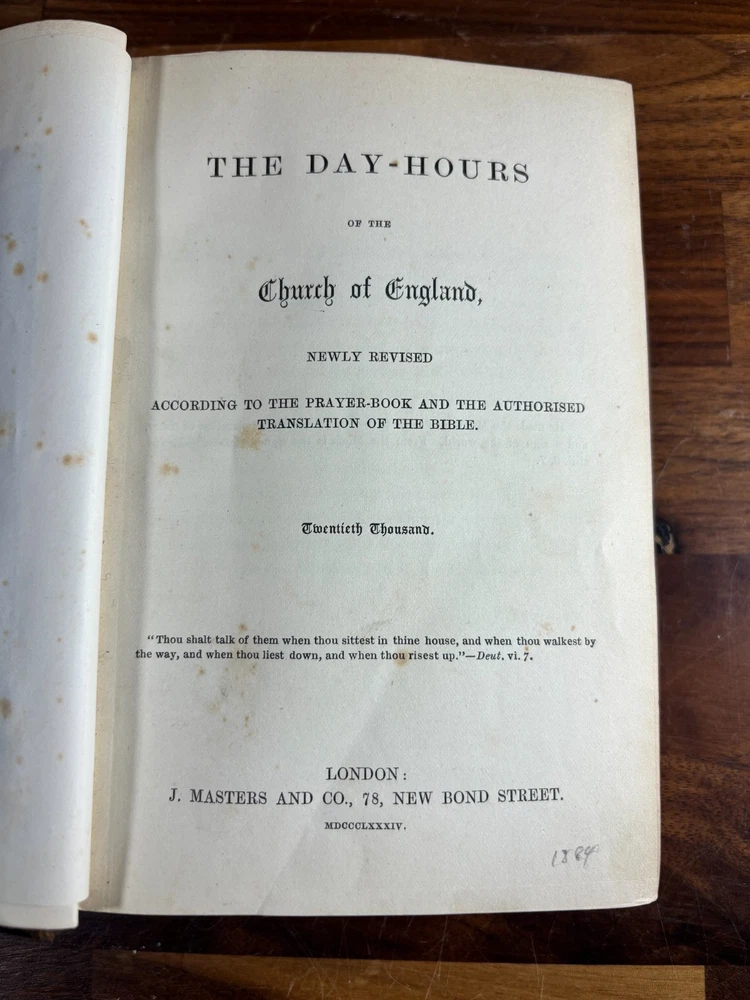 THE DAY-HOURS
OF THE
Church of England,
NEWLY REVISED
ACCORDING TO THE PRAYER-BOOK AND THE AUTHORISED
TRANSLATION OF THE BIBLE.
Twentieth Thousand.
"Thou shalt talk of them when thou sittest in thine house, and when thou walkest by
the way, and when thou liest down, and when thou risest up."—Deut. vi. 7.
LONDON:
J. MASTERS AND CO., 78, NEW BOND STREET.
MDCCCLXXXIV.
1884